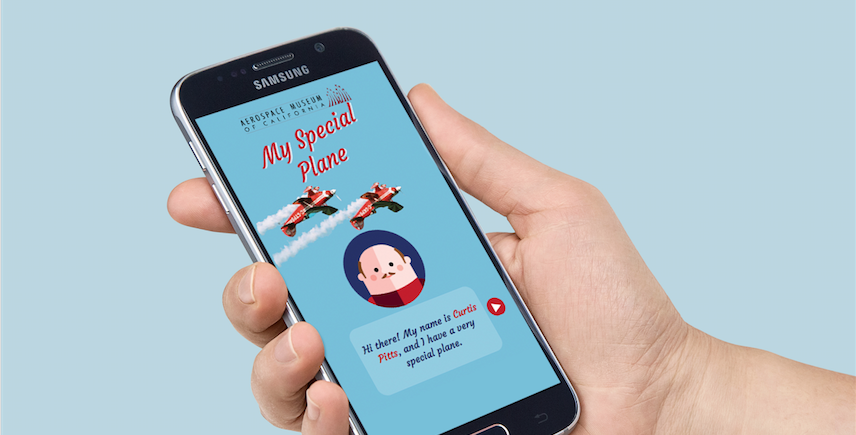 SAMSUNG
AEROSPACE MUSEUM
OF CALIFORNIA
My Special
Plane
Hi there! My name is Curtis
Pitts, and I have a very
special plane.